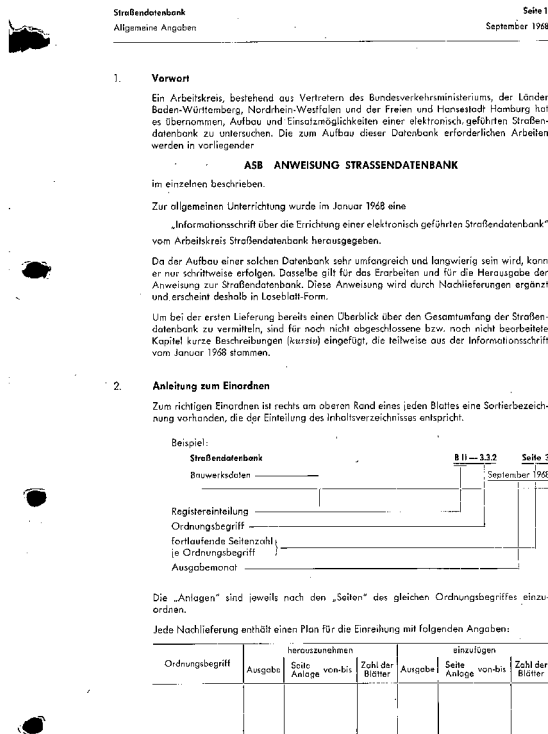 Straßendatenbank Seite 1
Allgemeine Angaben September 1968
1. Vorwort
Ein Arbeitskreis, bestehend aus Vertretern des Bundesverkehrsministeriums, der Länder
Baden-Württemberg, Nordrhein-Westfalen und der Freien und Hansestadt Hamburg hat
es übernommen, Aufbau und Einsatzmöglichkeiten einer elektronisch geführten Straßen-
datenbank zu untersuchen. Die zum Aufbau dieser Datenbank erforderlichen Arbeiten
werden in vorliegender
ASB ANWEISUNG STRASSENDATENBANK
im einzelnen beschrieben.
Zur allgemeinen Unterrichtung wurde im Januar 1968 eine
„Informationsschrift über die Errichtung einer elektronisch geführten Straßendatenbank"
vom Arbeitskreis Straßendatenbank herausgegeben.
Da der Aufbau einer solchen Datenbank sehr umfangreich und langwierig sein wird, kann
er nur schrittweise erfolgen. Dasselbe gilt für das Erarbeiten und für die Herausgabe der
Anweisung zur Straßendatenbank. Diese Anweisung wird durch Nachlieferungen ergänzt
und erscheint deshalb in Loseblatt-Form.
Um bei der ersten Lieferung bereits einen Überblick über den Gesamtumfang der Straßen-
datenbank zu vermitteln, sind für noch nicht abgeschlossene bzw. noch nicht bearbeitete
Kapitel kurze Beschreibungen (kursiv) eingefügt, die teilweise aus der Informationsschrift
vom Januar 1968 stammen.
2. Anleitung zum Einordnen
Zum richtigen Einordnen ist rechts am oberen Rand eines jeden Blattes eine Sortierbezeich-
nung vorhanden, die der Einteilung des Inhaltsverzeichnisses entspricht.
Beispiel:
Straßendatenbank B II — 3.3.2 Seite 3
Bauwerksdaten September 1968
Registereinteilung
Ordnungsbegriff
fortlaufende Seitenzahl
je Ordnungsbegriff
Ausgabemonat
Die „Anlagen" sind jeweils nach den „Seiten" des gleichen Ordnungsbegriffes einzu-
ordnen.
Jede Nachlieferung enthält einen Plan für die Einreihung mit folgenden Angaben:
herauszunehmen einzufügen
Ordnungsbegriff Ausgabe Seite Anlage von-bis Zahl der Blätter Ausgabe Seite Anlage von-bis Zahl der Blätter